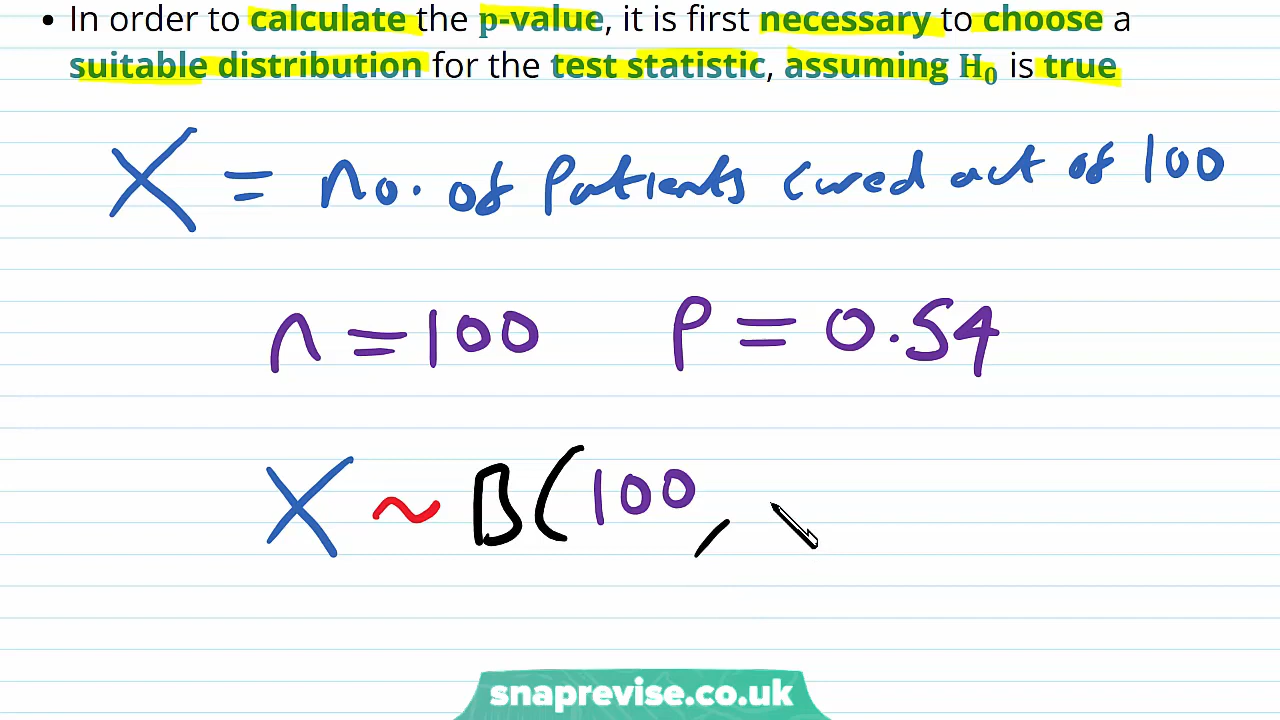 • In order to calculate the p-value, it is first necessary to choose a
suitable distribution for the test statistic, assuming H₀ is true
X = no. of patients cured out of 100
n = 100 p = 0.54
X ~ B(100,
snaprevise.co.uk